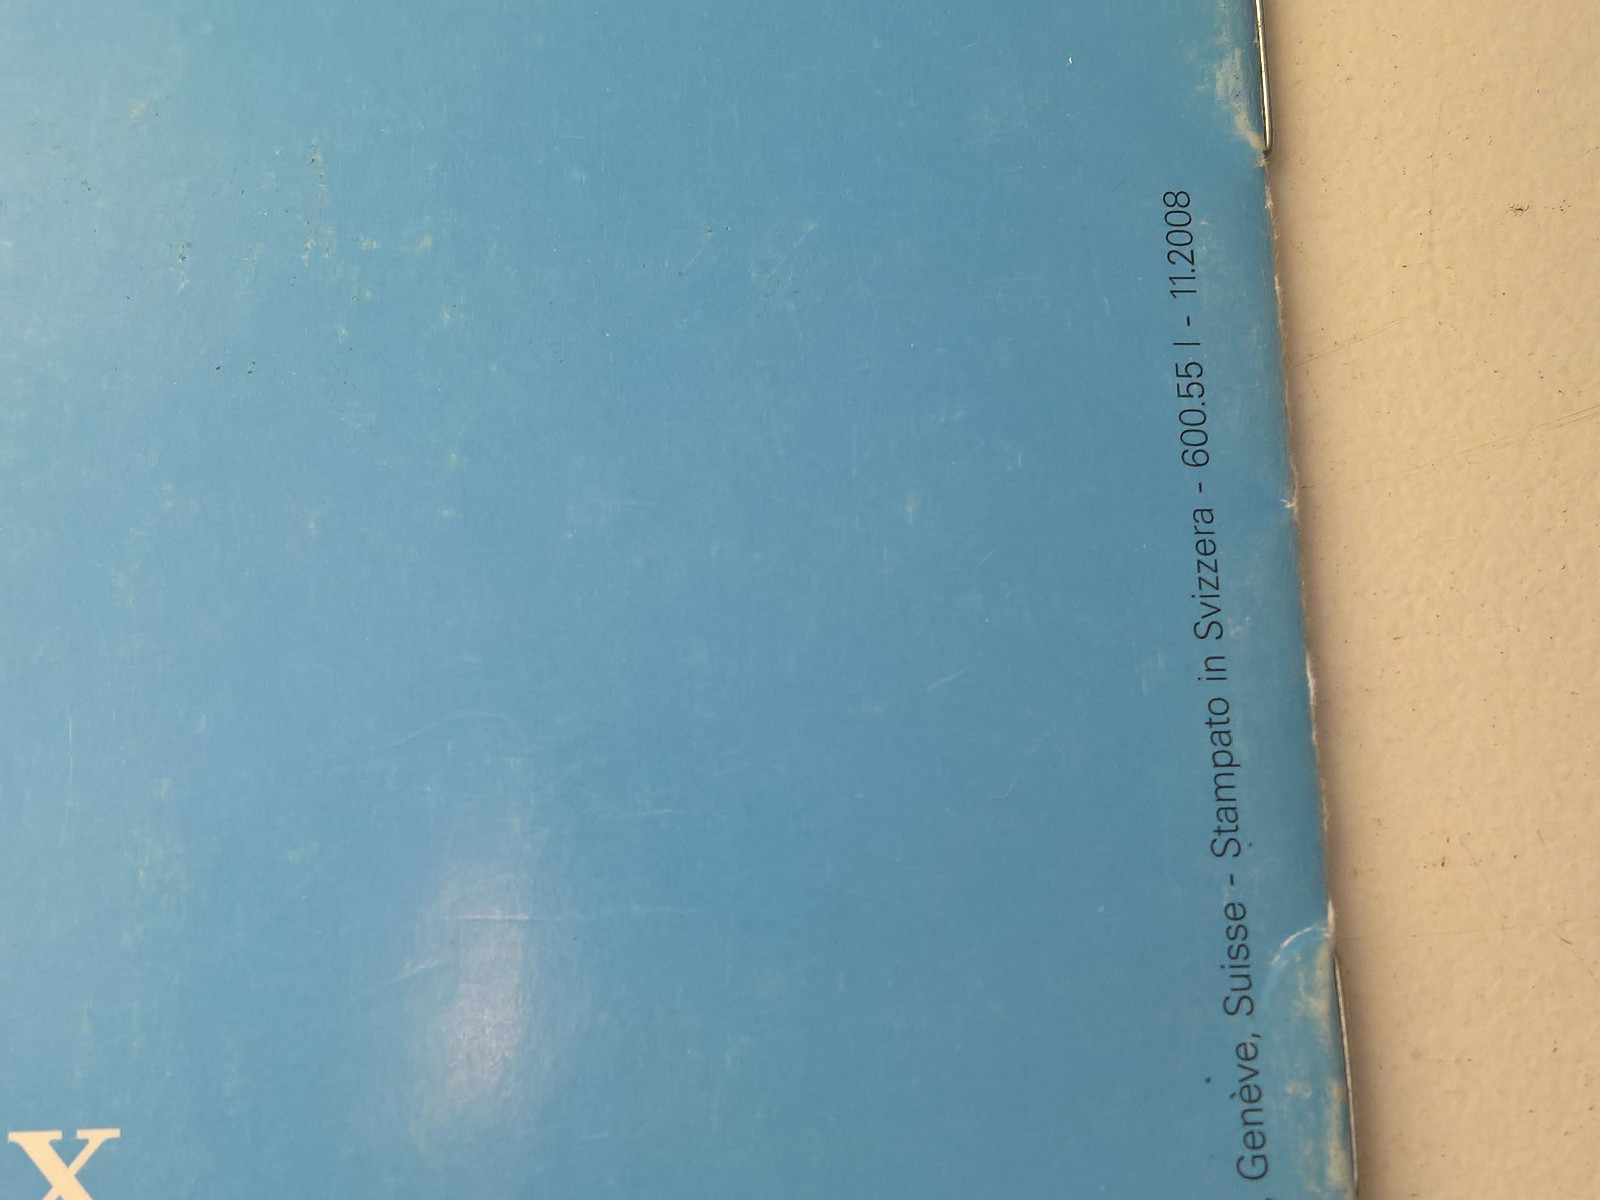 , Genève, Suisse - Stampato in Svizzera - 600.55 I - 11.2008
X